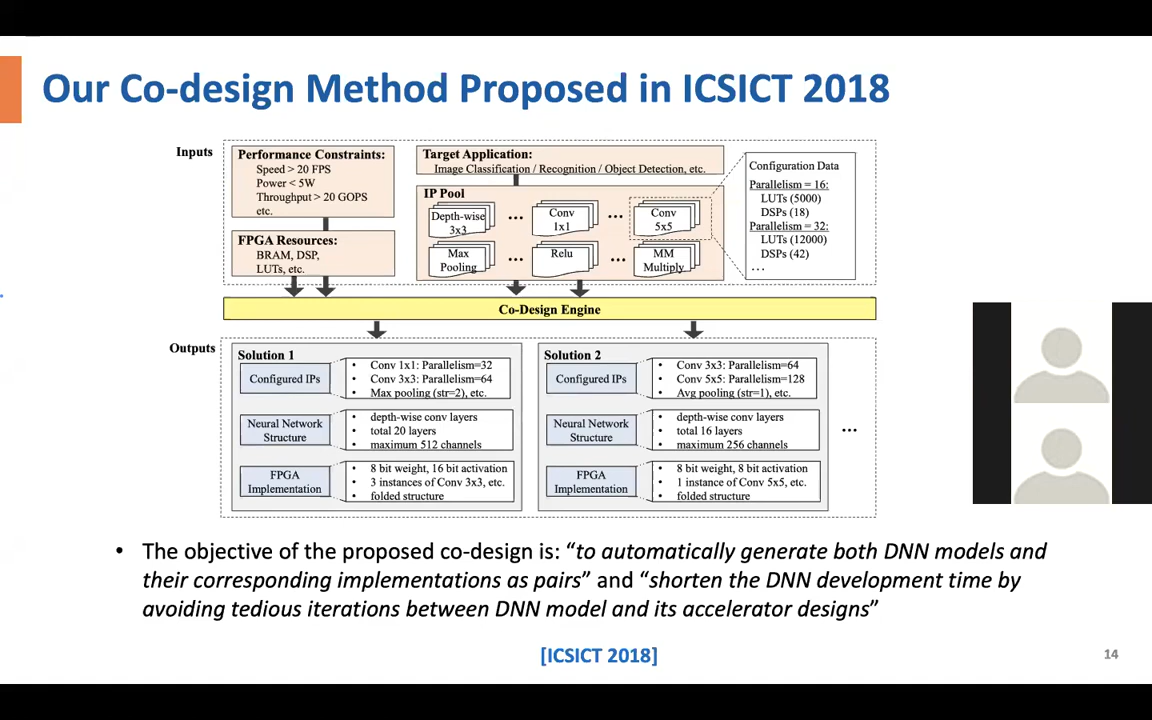 Our Co-design Method Proposed in ICSICT 2018
Inputs
Performance Constraints:
Speed > 20 FPS
Power < 5W
Throughput > 20 GOPS
etc.
FPGA Resources:
BRAM, DSP,
LUTs, etc.
Target Application:
Image Classification / Recognition / Object Detection, etc.
IP Pool
Depth-wise
3x3
...
Conv
1x1
...
Conv
5x5
Max
Pooling
...
Relu
...
MM
Multiply
Configuration Data
Parallelism = 16:
LUTs (5000)
DSPs (18)
Parallelism = 32:
LUTs (12000)
DSPs (42)
...
Co-Design Engine
Outputs
Solution 1
Configured IPs
• Conv 1x1: Parallelism=32
• Conv 3x3: Parallelism=64
• Max pooling (str=2), etc.
Neural Network
Structure
• depth-wise conv layers
• total 20 layers
• maximum 512 channels
FPGA
Implementation
• 8 bit weight, 16 bit activation
• 3 instances of Conv 3x3, etc.
• folded structure
Solution 2
Configured IPs
• Conv 3x3: Parallelism=64
• Conv 5x5: Parallelism=128
• Avg pooling (str=1), etc.
Neural Network
Structure
• depth-wise conv layers
• total 16 layers
• maximum 256 channels
FPGA
Implementation
• 8 bit weight, 8 bit activation
• 1 instance of Conv 5x5, etc.
• folded structure
...
• The objective of the proposed co-design is: “to automatically generate both DNN models and
their corresponding implementations as pairs” and “shorten the DNN development time by
avoiding tedious iterations between DNN model and its accelerator designs”
[ICSICT 2018]
14